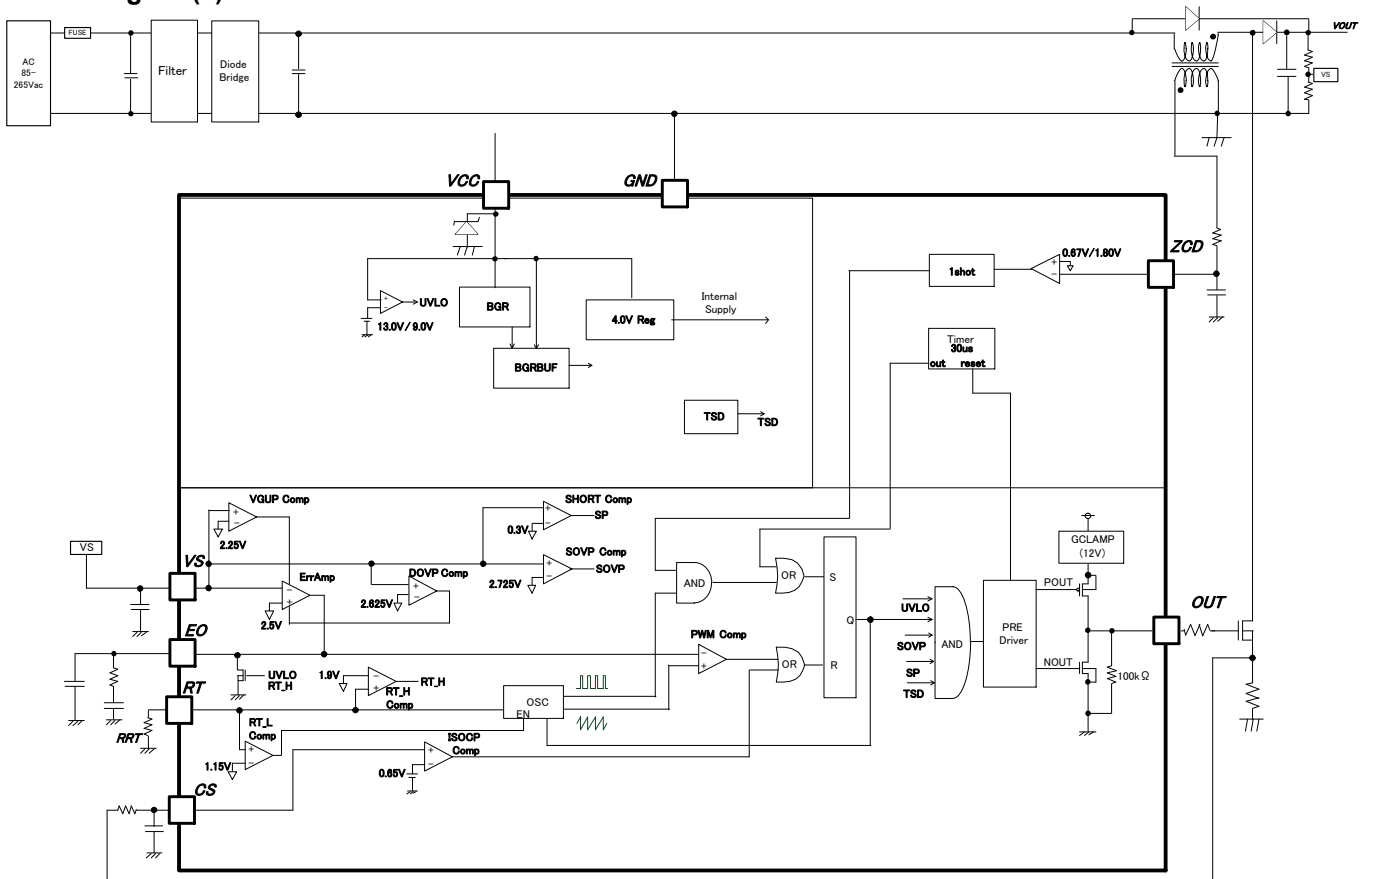 FUSE
VOUT
AC
85-
265Vac
Filter
Diode
Bridge
VS
VCC
GND
ZCD
0.67V/1.80V
1shot
UVLO
13.0V / 9.0V
BGR
4.0V Reg
Internal
Supply
BGRBUF
Timer
30us
out reset
TSD
TSD
VGUP Comp
2.25V
SHORT Comp
0.3V
SP
SOVP Comp
2.725V
SOVP
VS
VS
ErrAmp
2.5V
DOVP Comp
2.625V
GCLAMP
(12V)
AND
OR
S
Q
R
POUT
OUT
UVLO
SOVP
SP
TSD
AND
PRE
Driver
NOUT
100kΩ
EO
PWM Comp
OR
UVLO
RT_H
1.9V
RT_H
RT_H
Comp
RT
OSC
EN
RRT
RT_L
Comp
1.15V
ISOCP
Comp
0.65V
CS